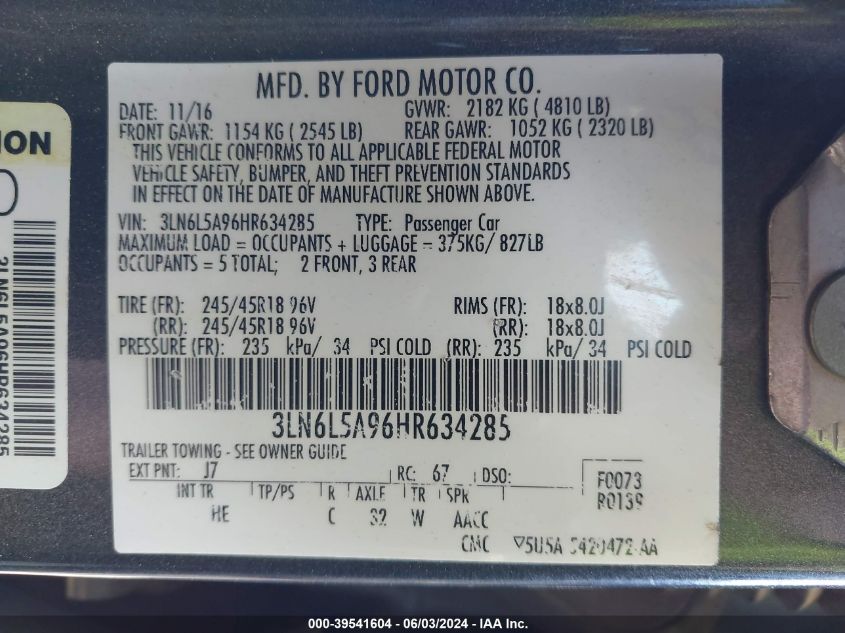 MFD. BY FORD MOTOR CO.
DATE: 11/16 GVWR: 2182 KG ( 4810 LB)
FRONT GAWR: 1154 KG ( 2545 LB) REAR GAWR: 1052 KG ( 2320 LB)
THIS VEHICLE CONFORMS TO ALL APPLICABLE FEDERAL MOTOR
VEHICLE SAFETY, BUMPER, AND THEFT PREVENTION STANDARDS
IN EFFECT ON THE DATE OF MANUFACTURE SHOWN ABOVE.
VIN: 3LN6L5A96HR634285 TYPE: Passenger Car
MAXIMUM LOAD = OCCUPANTS + LUGGAGE = 375KG/ 827LB
OCCUPANTS = 5 TOTAL; 2 FRONT, 3 REAR
TIRE (FR): 245/45R18 96V RIMS (FR): 18x8.0J
(RR): 245/45R18 96V (RR): 18x8.0J
PRESSURE (FR): 235 kPa/ 34 PSI COLD (RR): 235 kPa/ 34 PSI COLD
3LN6L5A96HR634285
TRAILER TOWING - SEE OWNER GUIDE
EXT PNT: J7 RC: 67 DSO: F0073
INT TR TP/PS R AXLE TR SPR R0139
HE C 32 W AACC
CMC ▽5U5A 5420472 AA
ION
3LN6L5A96HR634285
000-39541604 - 06/03/2024 - IAA Inc.